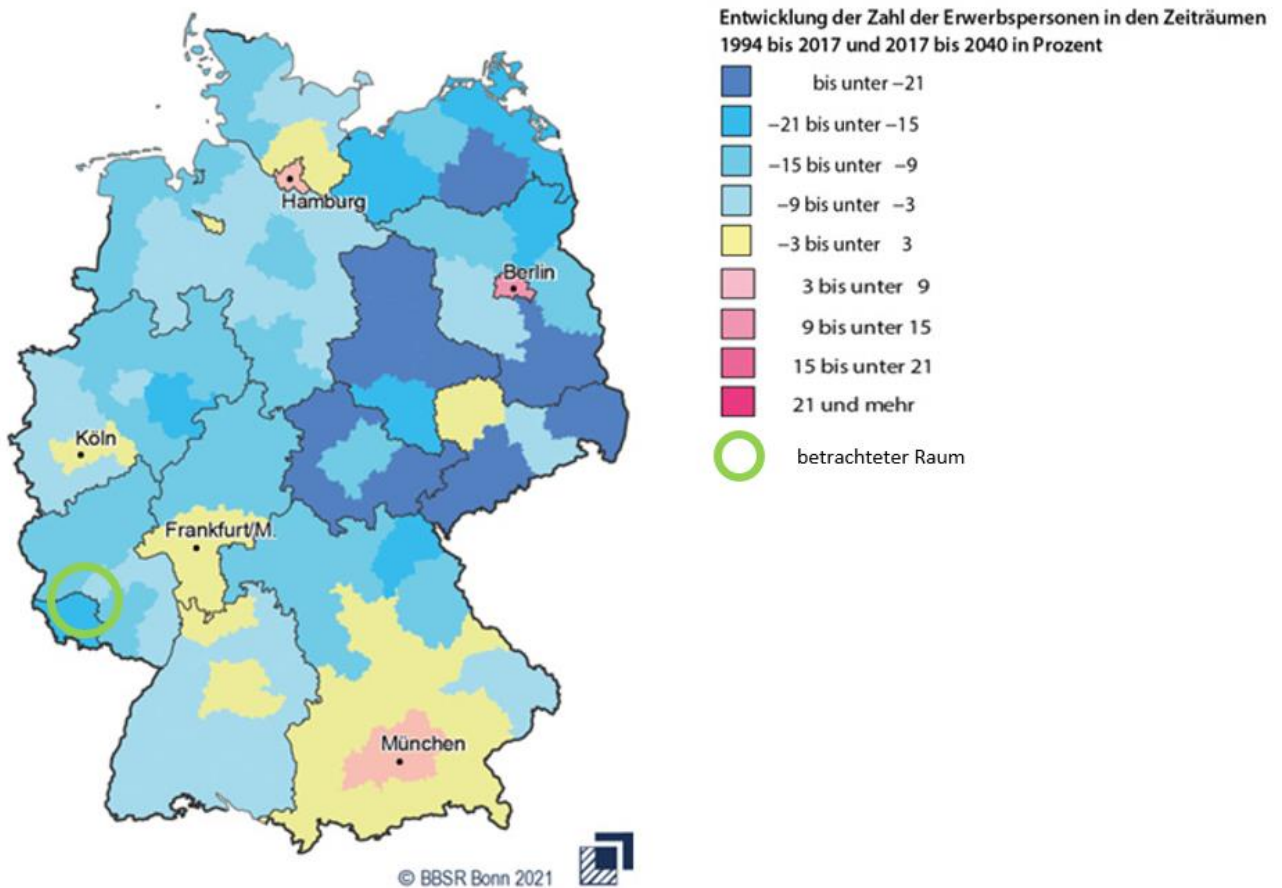 Entwicklung der Zahl der Erwerbspersonen in den Zeiträumen
1994 bis 2017 und 2017 bis 2040 in Prozent
bis unter −21
−21 bis unter −15
−15 bis unter −9
−9 bis unter −3
−3 bis unter 3
3 bis unter 9
9 bis unter 15
15 bis unter 21
21 und mehr
betrachteter Raum
Hamburg
Berlin
Köln
Frankfurt/M.
München
© BBSR Bonn 2021